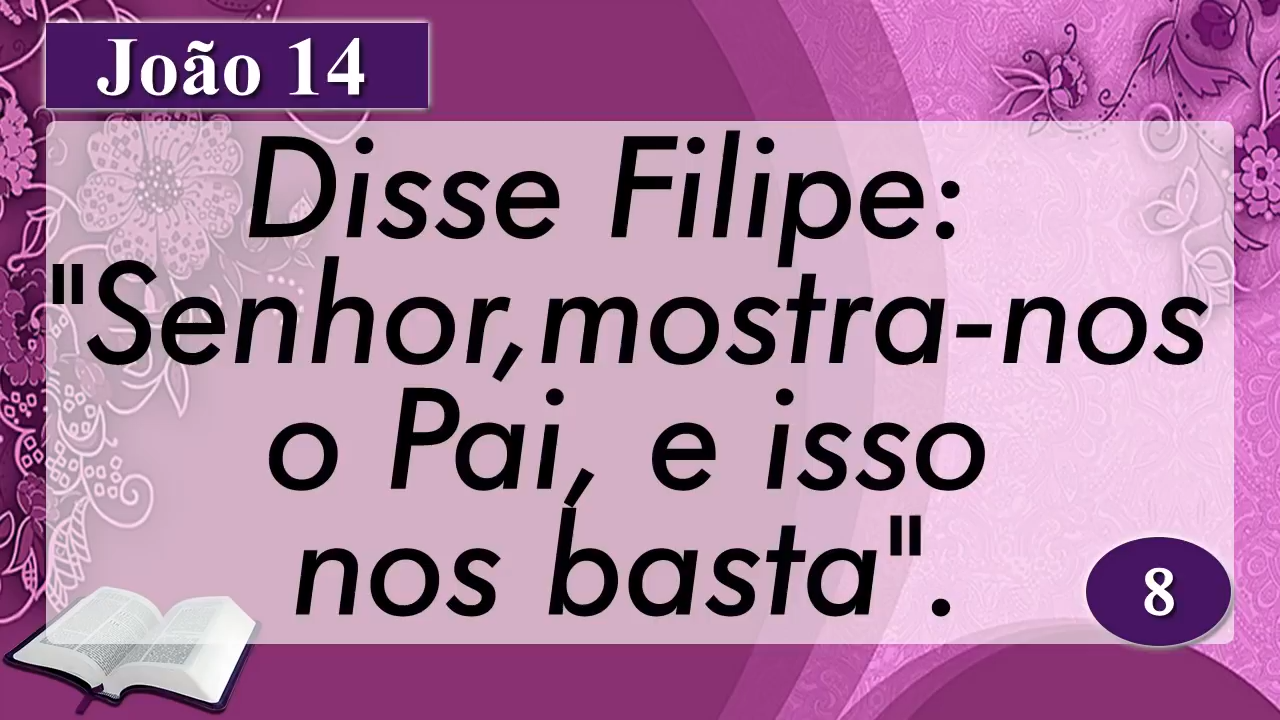 João 14
Disse Filipe:
"Senhor,mostra-nos
o Pai, e isso
nos basta".
8